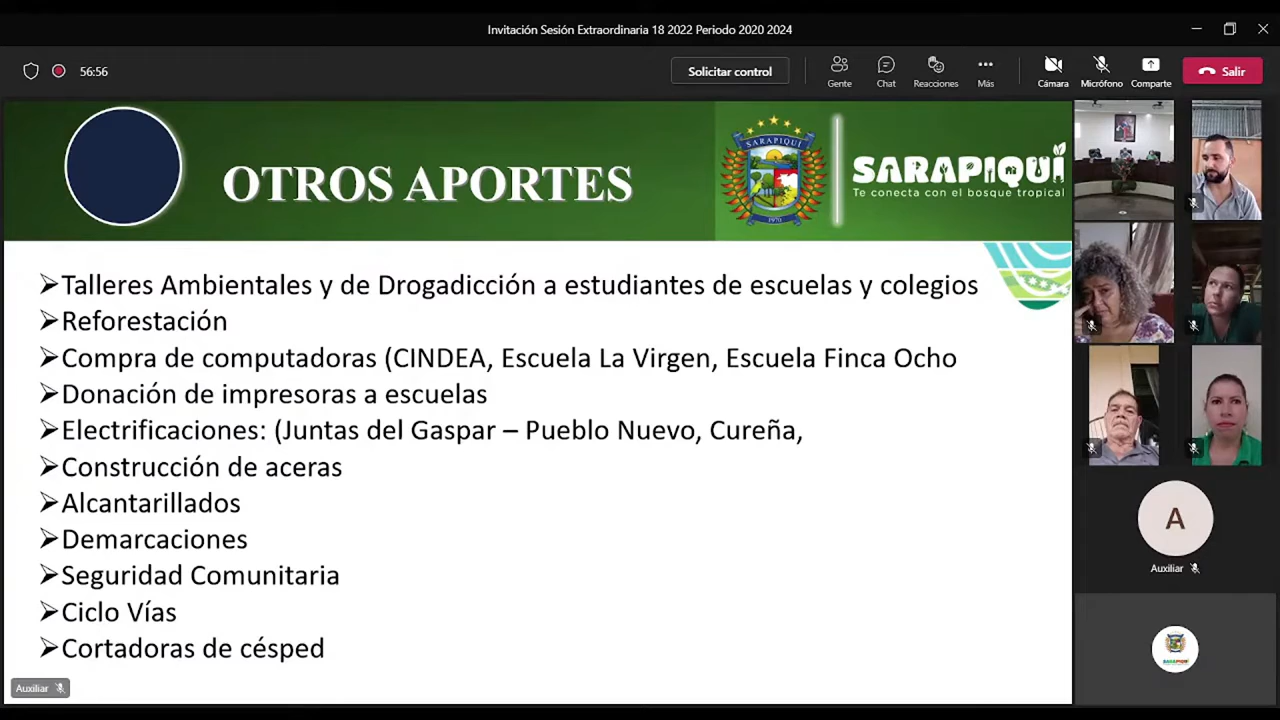 Invitación Sesión Extraordinaria 18 2022 Periodo 2020 2024
56:56
Solicitar control
Gente
Chat
Reacciones
Más
Cámara
Micrófono
Comparte
Salir
OTROS APORTES
SARAPIQUI
1970
SARAPIQUÍ
Te conecta con el bosque tropical
➢Talleres Ambientales y de Drogadicción a estudiantes de escuelas y colegios
➢Reforestación
➢Compra de computadoras (CINDEA, Escuela La Virgen, Escuela Finca Ocho
➢Donación de impresoras a escuelas
➢Electrificaciones: (Juntas del Gaspar – Pueblo Nuevo, Cureña,
➢Construcción de aceras
➢Alcantarillados
➢Demarcaciones
➢Seguridad Comunitaria
➢Ciclo Vías
➢Cortadoras de césped
Auxiliar
A
Auxiliar
SARAPIQUÍ